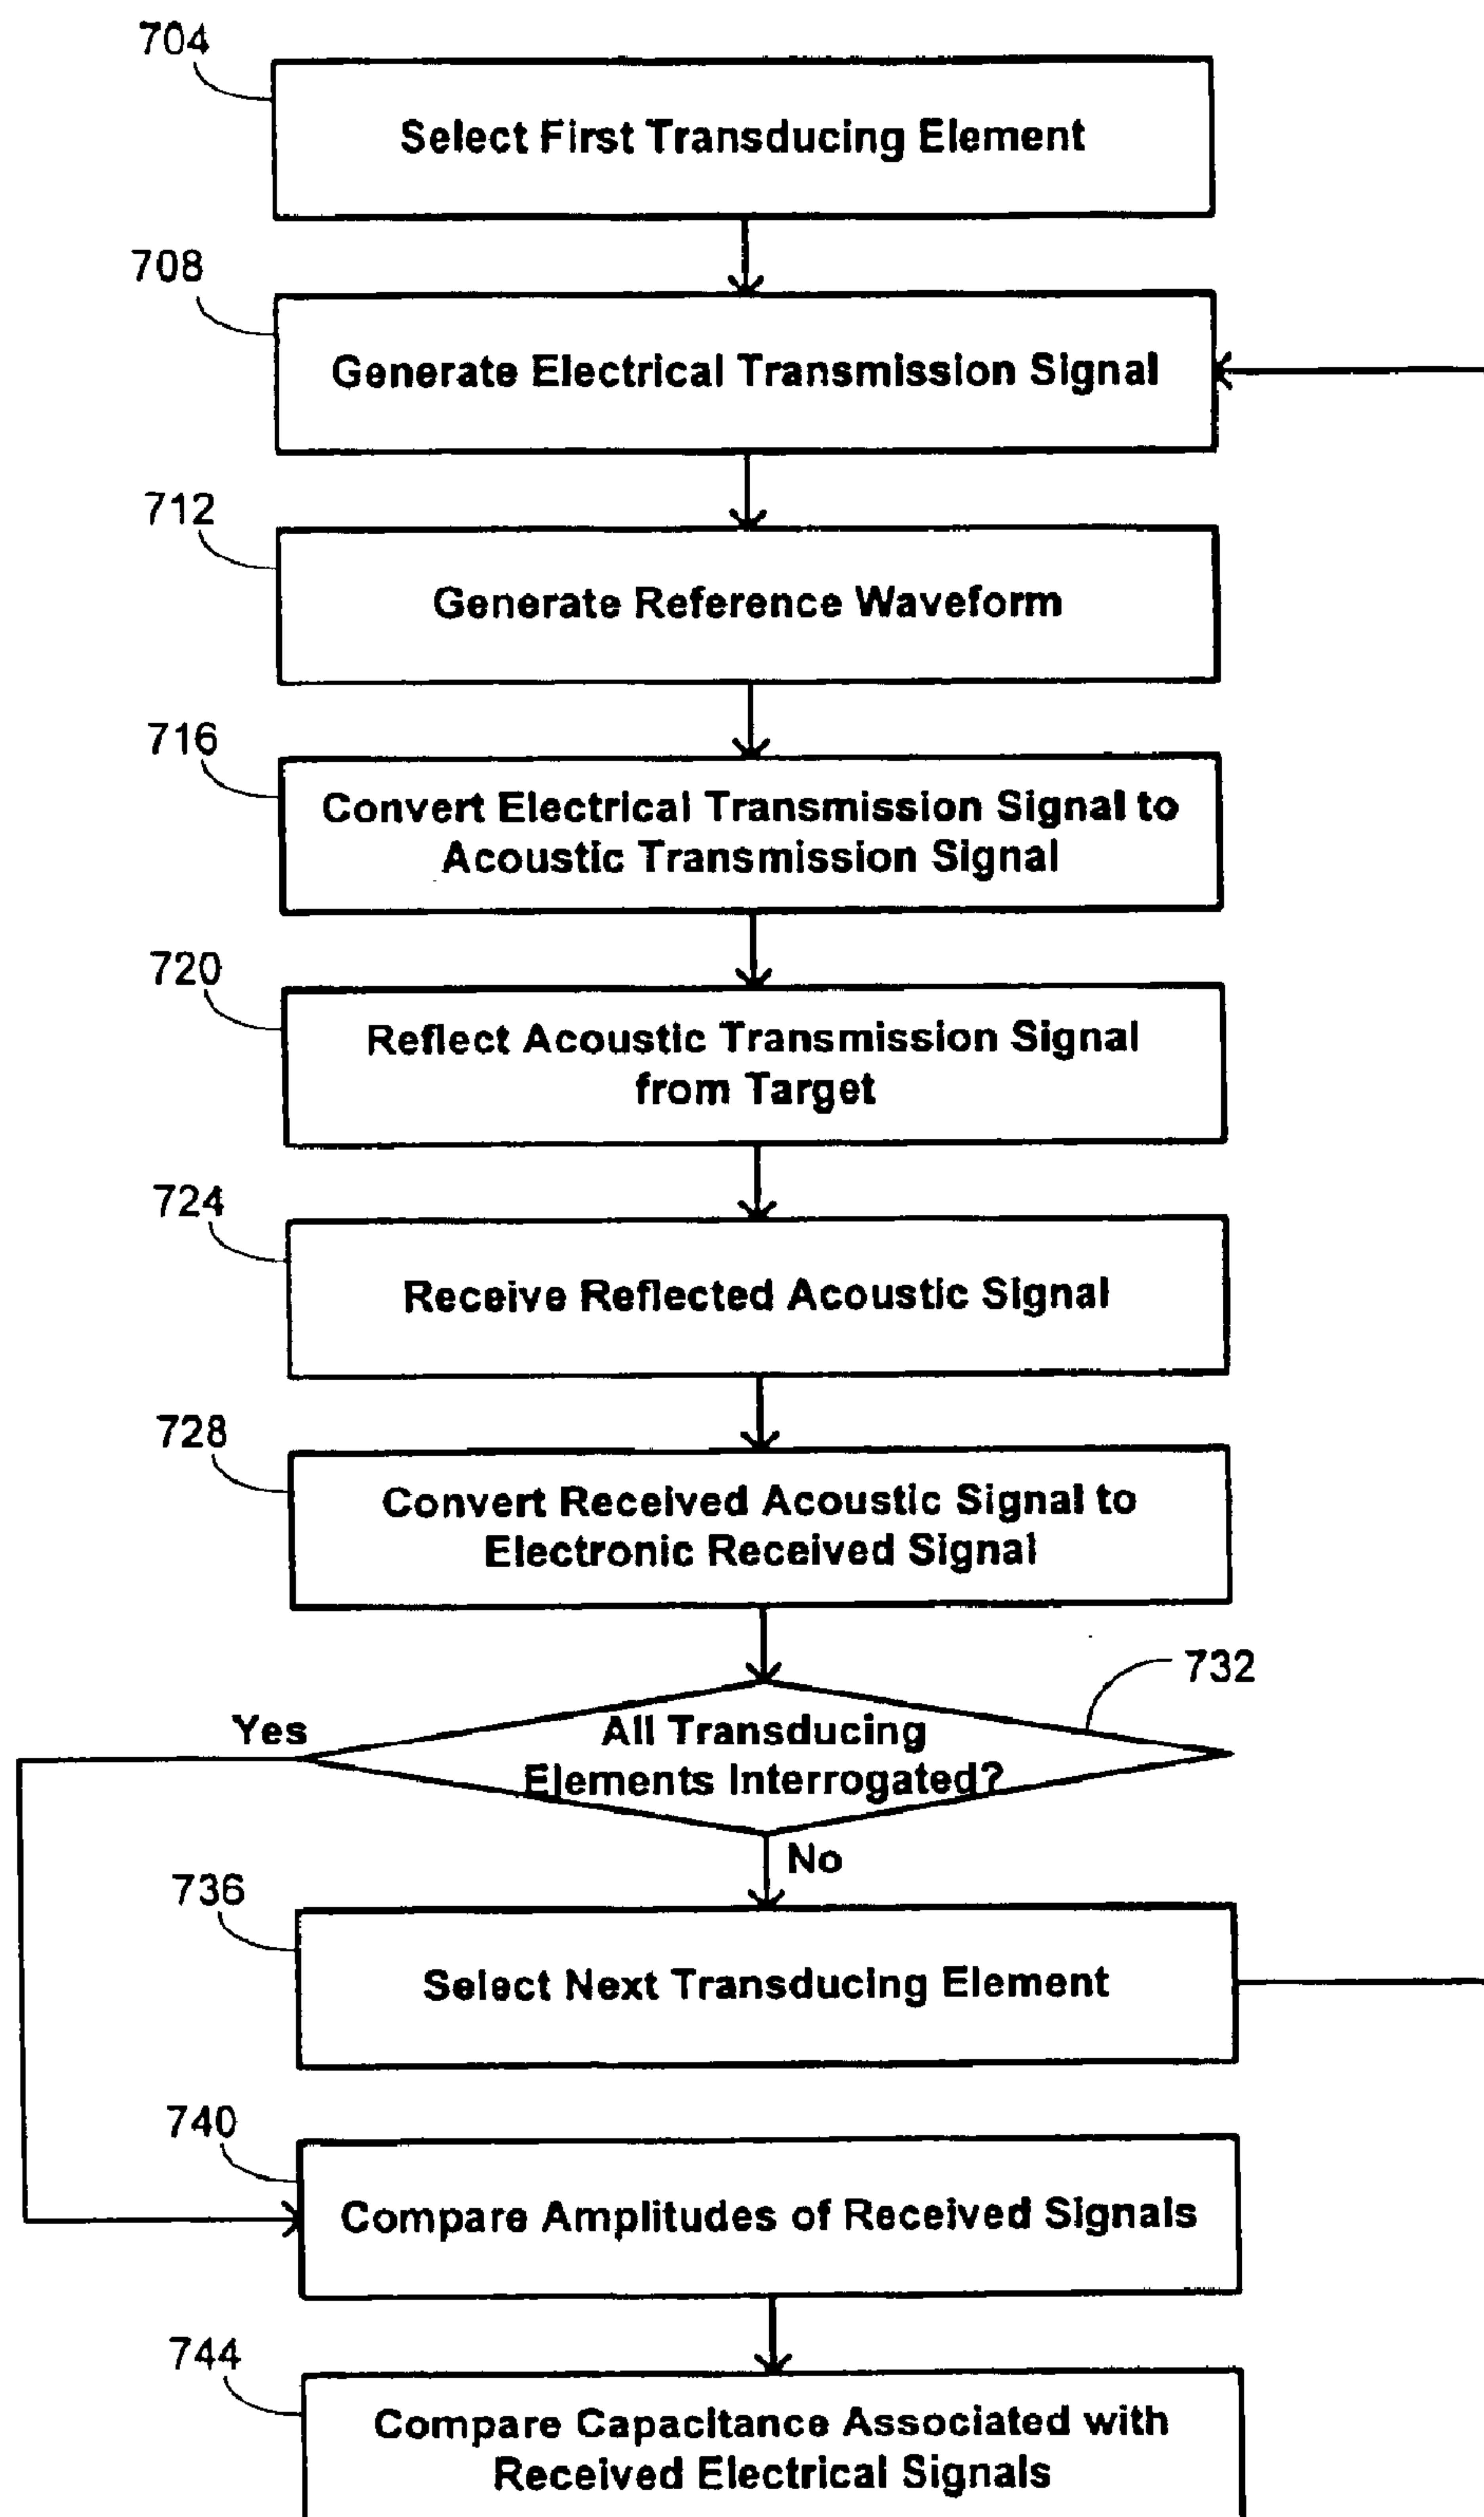 704
Select First Transducing Element
708
Generate Electrical Transmission Signal
712
Generate Reference Waveform
716
Convert Electrical Transmission Signal to
Acoustic Transmission Signal
720
Reflect Acoustic Transmission Signal
from Target
724
Receive Reflected Acoustic Signal
728
Convert Received Acoustic Signal to
Electronic Received Signal
732
Yes
All Transducing
Elements Interrogated?
No
736
Select Next Transducing Element
740
Compare Amplitudes of Received Signals
744
Compare Capacitance Associated with
Received Electrical Signals